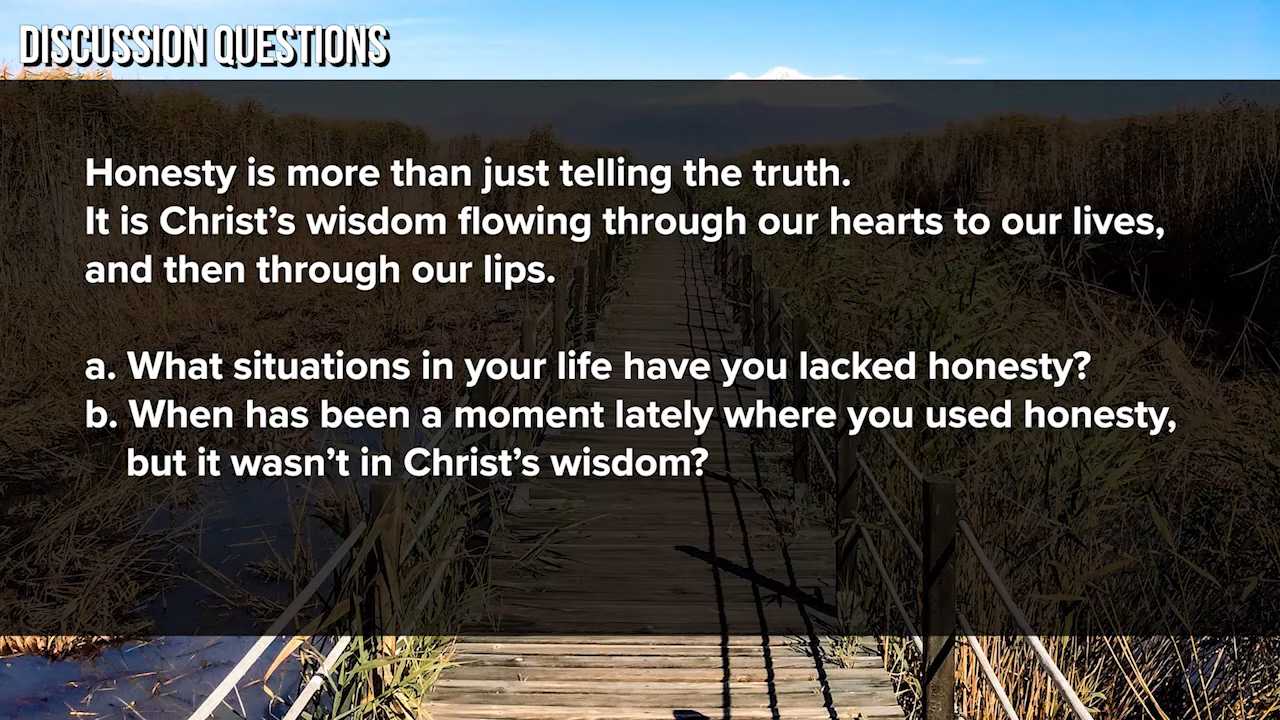 DISCUSSION QUESTIONS
Honesty is more than just telling the truth.
It is Christ’s wisdom flowing through our hearts to our lives,
and then through our lips.
a. What situations in your life have you lacked honesty?
b. When has been a moment lately where you used honesty,
but it wasn’t in Christ’s wisdom?